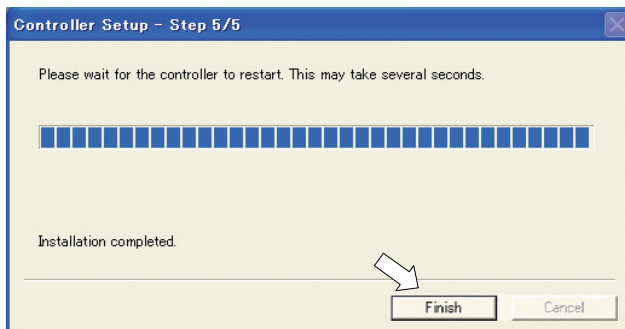 Controller Setup - Step 5/5
Please wait for the controller to restart. This may take several seconds.
Installation completed.
Finish
Cancel